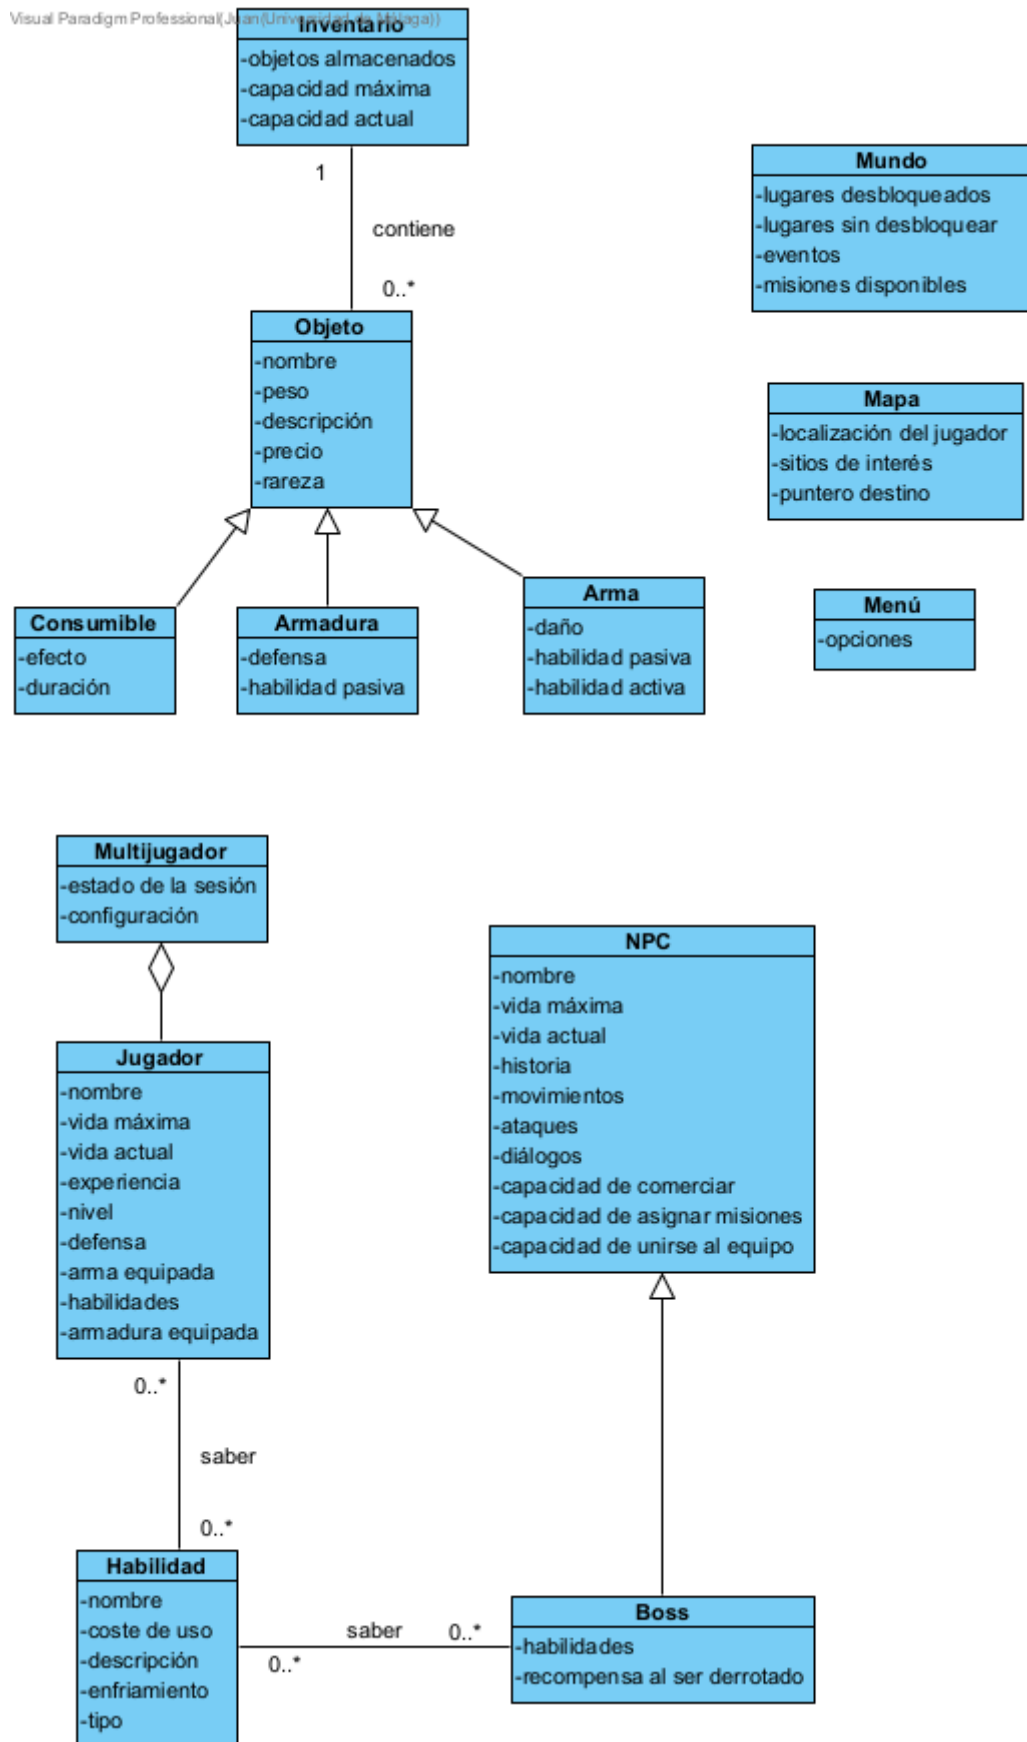 Visual Paradigm Professional(Juan(Universidad de Málaga))
Inventario
-objetos almacenados
-capacidad máxima
-capacidad actual
1
contiene
0..*
Mundo
-lugares desbloqueados
-lugares sin desbloquear
-eventos
-misiones disponibles
Objeto
-nombre
-peso
-descripción
-precio
-rareza
Mapa
-localización del jugador
-sitios de interés
-puntero destino
Consumible
-efecto
-duración
Armadura
-defensa
-habilidad pasiva
Arma
-daño
-habilidad pasiva
-habilidad activa
Menú
-opciones
Multijugador
-estado de la sesión
-configuración
Jugador
-nombre
-vida máxima
-vida actual
-experiencia
-nivel
-defensa
-arma equipada
-habilidades
-armadura equipada
NPC
-nombre
-vida máxima
-vida actual
-historia
-movimientos
-ataques
-diálogos
-capacidad de comerciar
-capacidad de asignar misiones
-capacidad de unirse al equipo
0..*
saber
0..*
Habilidad
-nombre
-coste de uso
-descripción
-enfriamiento
-tipo
saber
0..*
0..*
Boss
-habilidades
-recompensa al ser derrotado